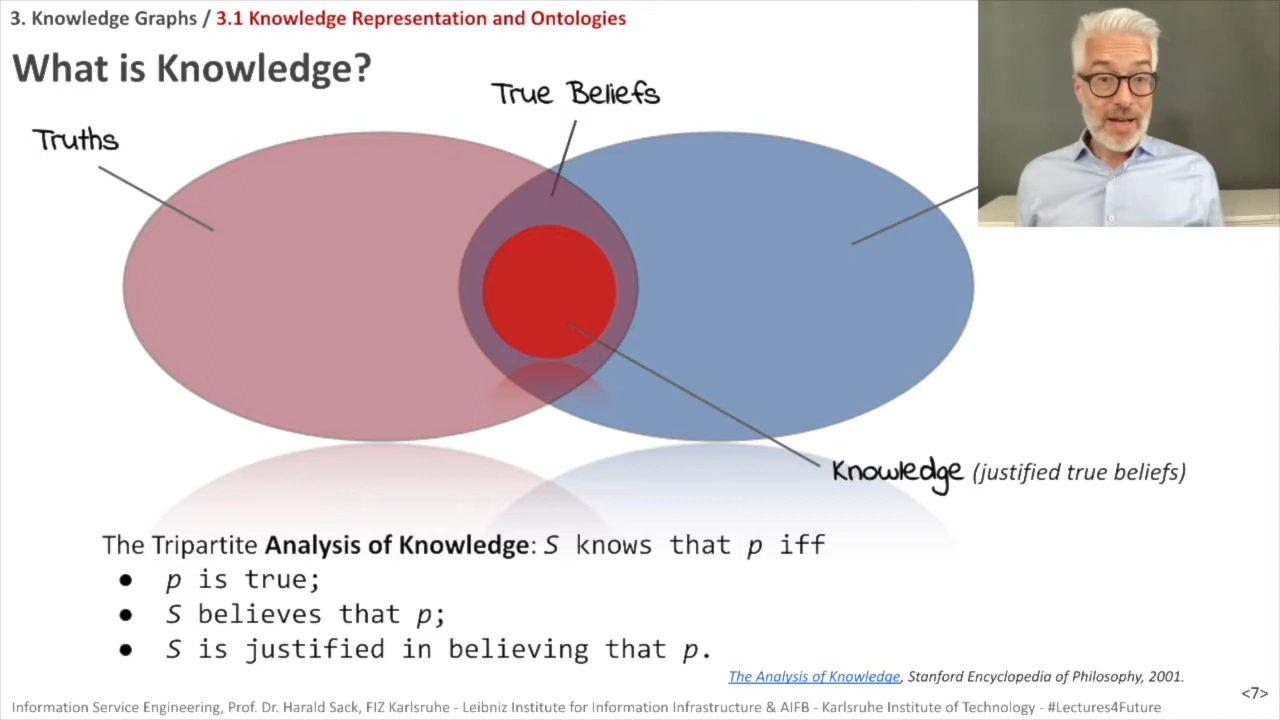 3. Knowledge Graphs / 3.1 Knowledge Representation and Ontologies
What is Knowledge?
True Beliefs
Truths
Knowledge (justified true beliefs)
The Tripartite Analysis of Knowledge: S knows that p iff
● p is true;
● S believes that p;
● S is justified in believing that p.
The Analysis of Knowledge, Stanford Encyclopedia of Philosophy, 2001.
<7>
Information Service Engineering, Prof. Dr. Harald Sack, FIZ Karlsruhe - Leibniz Institute for Information Infrastructure & AIFB - Karlsruhe Institute of Technology - #Lectures4Future